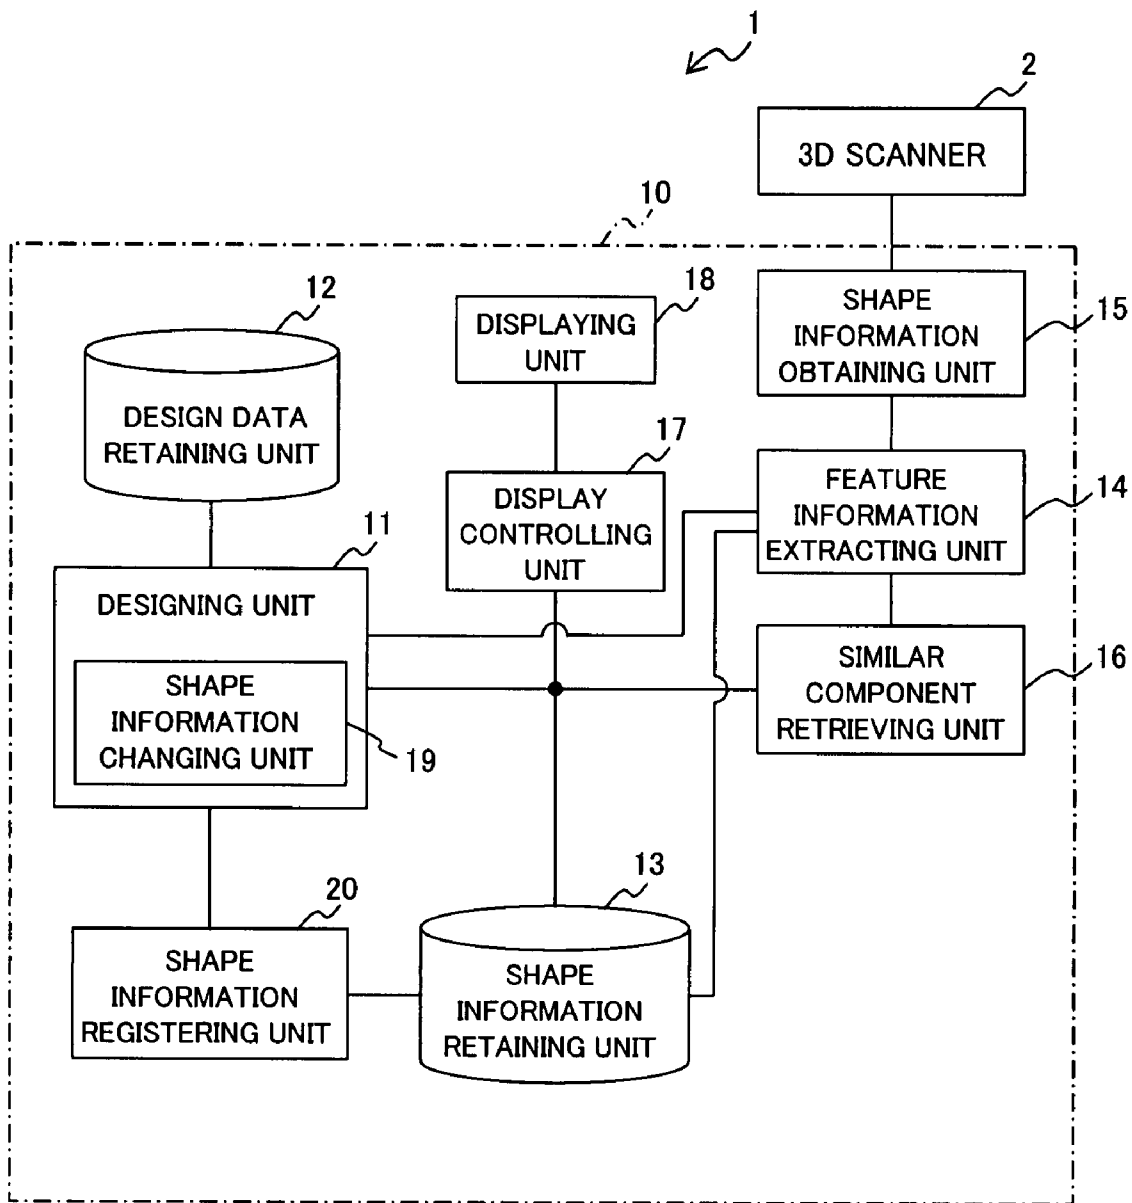 1
2
3D SCANNER
10
12
DESIGN DATA
RETAINING UNIT
18
DISPLAYING
UNIT
SHAPE
INFORMATION
OBTAINING UNIT
15
17
DISPLAY
CONTROLLING
UNIT
FEATURE
INFORMATION
EXTRACTING UNIT
14
11
DESIGNING UNIT
SHAPE
INFORMATION
CHANGING UNIT
19
SIMILAR
COMPONENT
RETRIEVING UNIT
16
20
SHAPE
INFORMATION
REGISTERING UNIT
13
SHAPE
INFORMATION
RETAINING UNIT